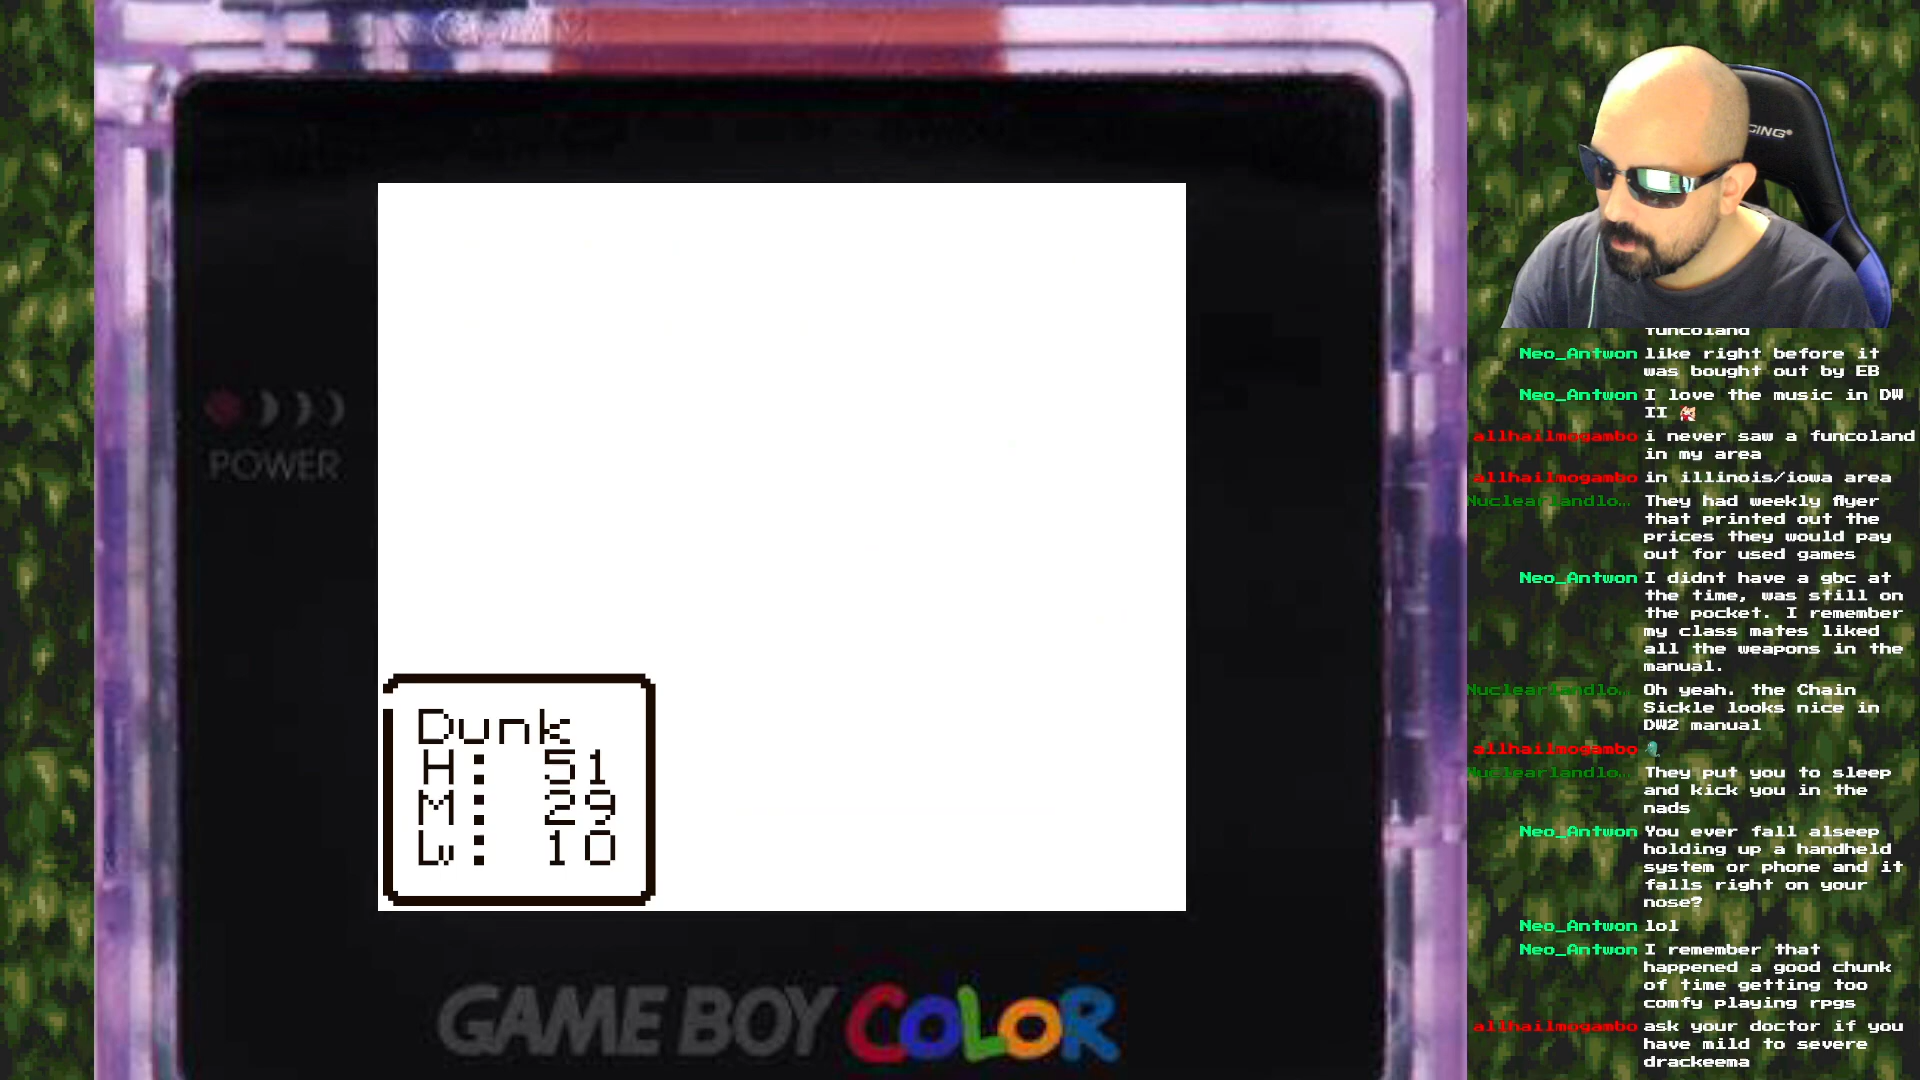 POWER
Dunk
H: 51
M: 29
Lv: 10
GAME BOY COLOR
CING®
funcoland
Neo_Antwon like right before it
was bought out by EB
Neo_Antwon I love the music in DW
II
allhailmogambo i never saw a funcoland
in my area
allhailmogambo in illinois/iowa area
Nuclearlandlo… They had weekly flyer
that printed out the
prices they would pay
out for used games
Neo_Antwon I didnt have a gbc at
the time, was still on
the pocket. I remember
my class mates liked
all the weapons in the
manual.
Nuclearlandlo… Oh yeah. the Chain
Sickle looks nice in
DW2 manual
allhailmogambo
Nuclearlandlo… They put you to sleep
and kick you in the
nads
Neo_Antwon You ever fall alseep
holding up a handheld
system or phone and it
falls right on your
nose?
Neo_Antwon lol
Neo_Antwon I remember that
happened a good chunk
of time getting too
comfy playing rpgs
allhailmogambo ask your doctor if you
have mild to severe
drackeema